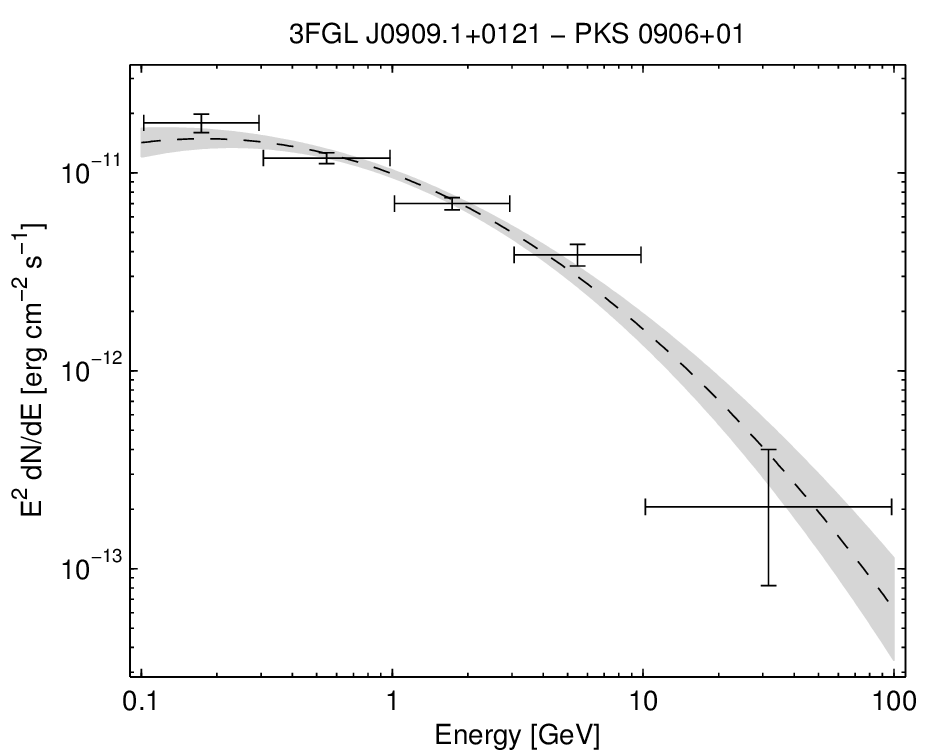 3FGL J0909.1+0121 − PKS 0906+01
10⁻¹¹
10⁻¹²
10⁻¹³
E² dN/dE [erg cm⁻² s⁻¹]
0.1 1 10 100
Energy [GeV]